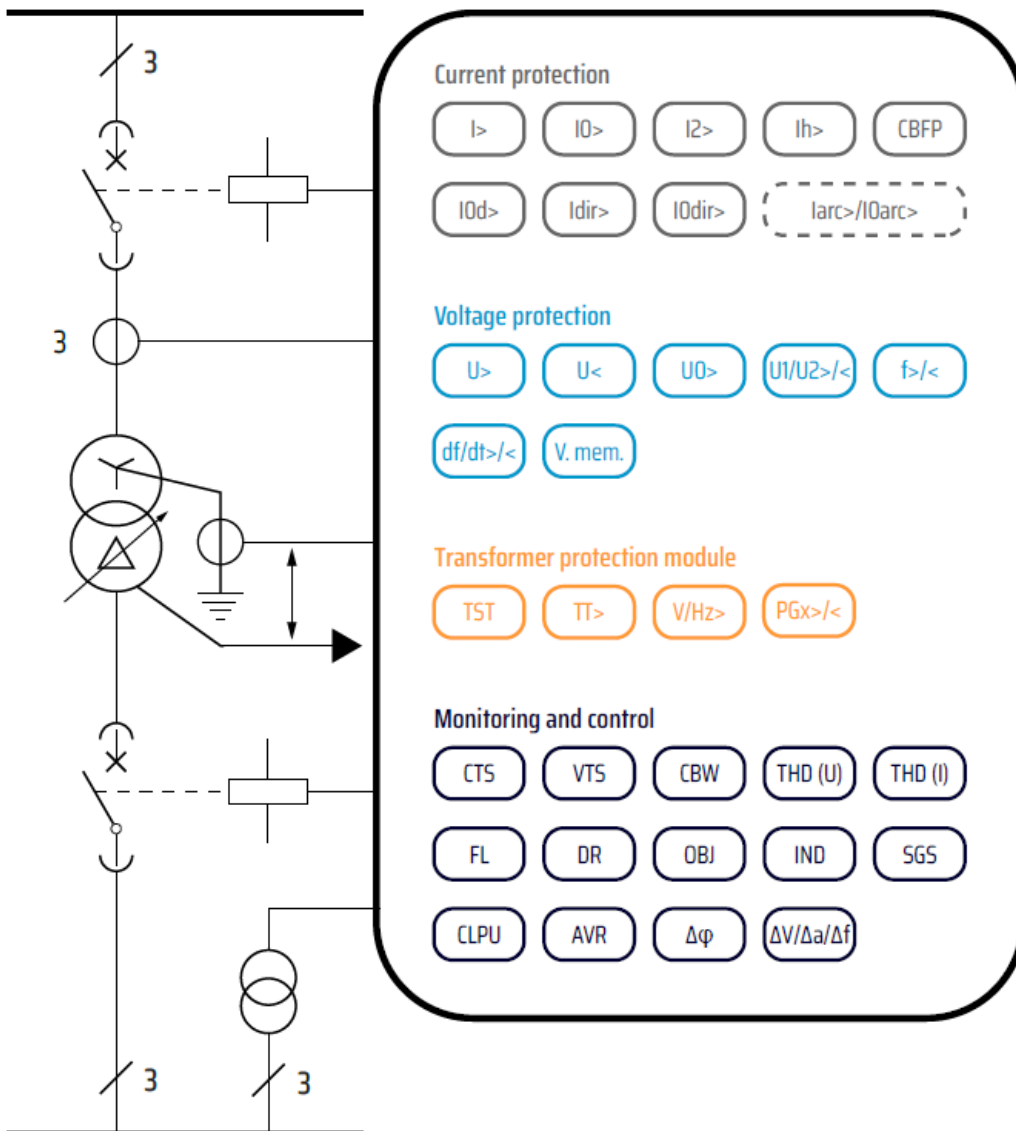 3
Current protection
I> I0> I2> Ih> CBFP
I0d> Idir> I0dir> Iarc>/I0arc>
Voltage protection
3
U> U< U0> U1/U2>/< f>/<
df/dt>/< V. mem.
Transformer protection module
TST TT> V/Hz> PGx>/<
Monitoring and control
CTS VTS CBW THD (U) THD (I)
FL DR OBJ IND SGS
CLPU AVR Δφ ΔV/Δa/Δf
3 3